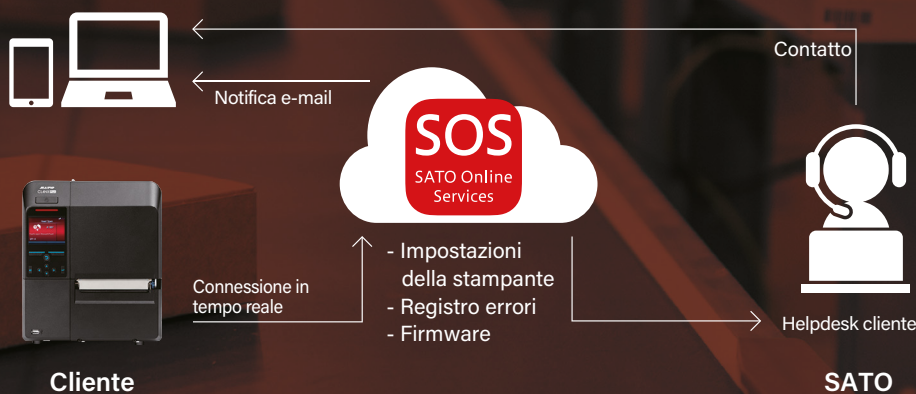 Contatto
Notifica e-mail
SOS
SATO Online
Services
- Impostazioni
della stampante
- Registro errori
- Firmware
Connessione in
tempo reale
Helpdesk cliente
Cliente
SATO